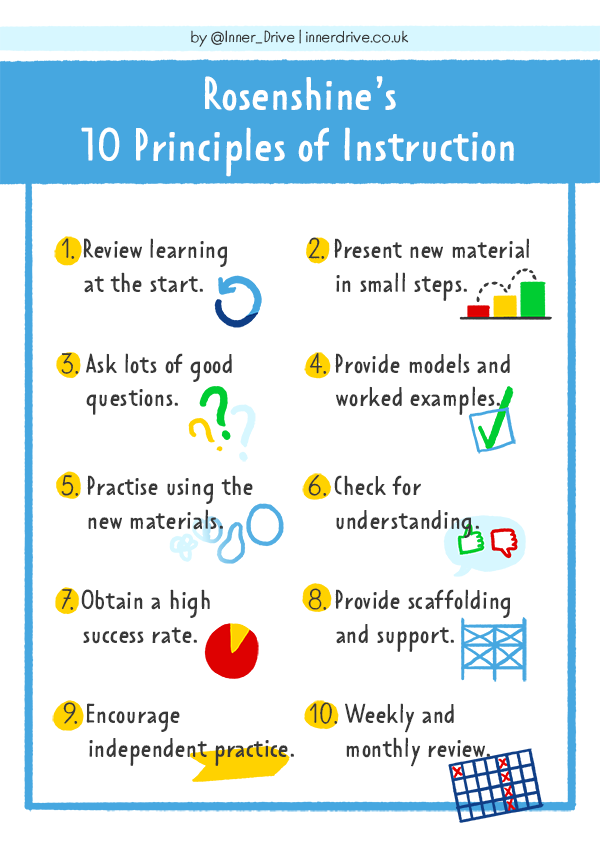 by @Inner_Drive | innerdrive.co.uk
Rosenshine's
10 Principles of Instruction
1. Review learning
at the start.
2. Present new material
in small steps.
3. Ask lots of good
questions.
4. Provide models and
worked examples.
5. Practise using the
new materials.
6. Check for
understanding.
7. Obtain a high
success rate.
8. Provide scaffolding
and support.
9. Encourage
independent practice.
10. Weekly and
monthly review.